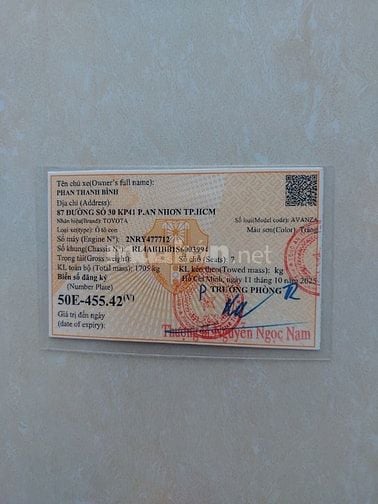 Tên chủ xe(Owner's full name):
PHAN THANH BÌNH
Địa chỉ (Address):
87 ĐƯỜNG SỐ 30 KP41 P.AN NHƠN TP.HCM
Nhãn hiệu(Brand): TOYOTA Số loại(Model code): AVANZA
Loại xe(type): Ô tô con Màu sơn(Color): Trắng
Số máy (Engine N°): 2NRY477712
Số khung(Chassis N°):
Trọng tải(Gross weight): Số chỗ (Seats): 7
KL toàn bộ(Total mass): 1705 kg KL kéo theo(Towed mass): kg
Biển số đăng ký Hồ Chí Minh, ngày 11 tháng 10 năm 2025
(Number Plate) P TRƯỞNG PHÒNG
50E-455.42(V)
Giá trị đến ngày
(date of expiry): Thượng tá Nguyễn Ngọc Nam